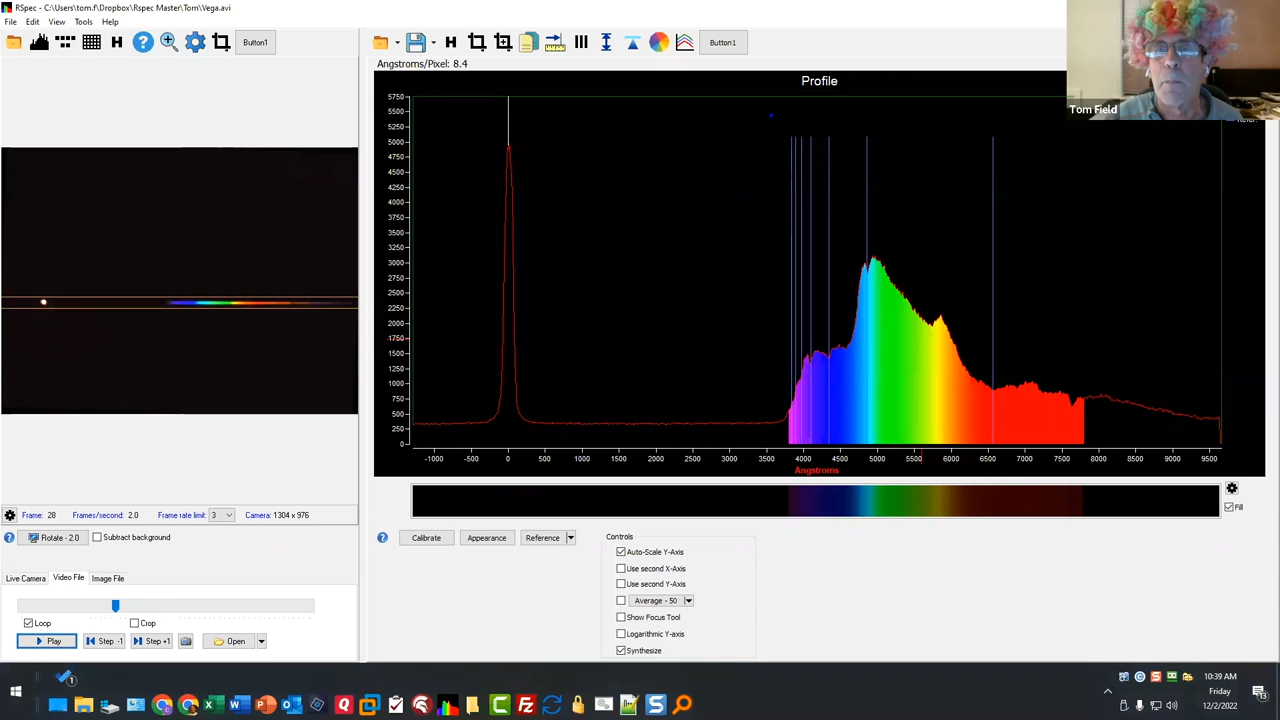 RSpec - C:\Users\tom.f\Dropbox\Rspec Master\Tom\Vega.avi
File Edit View Tools Help
H ? Button1
H Button1
Angstroms/Pixel: 8.4
Profile
Tom Field
5750
5500
5250
5000
4750
4500
4250
4000
3750
3500
3250
3000
2750
2500
2250
2000
1750
1500
1250
1000
750
500
250
0
-1000 -500 0 500 1000 1500 2000 2500 3000 3500 4000 4500 5000 5500 6000 6500 7000 7500 8000 8500 9000 9500
Angstroms
Fill
Frame: 28 Frames/second: 2.0 Frame rate limit: 3 Camera: 1304 x 976
? Rotate - 2.0 Subtract background
? Calibrate Appearance Reference
Controls
Auto-Scale Y-Axis
Use second X-Axis
Use second Y-Axis
Average - 50
Show Focus Tool
Logarithmic Y-axis
Synthesize
Live Camera Video File Image File
Loop Crop
Play Step -1 Step +1 Open
10:39 AM
Friday
12/2/2022